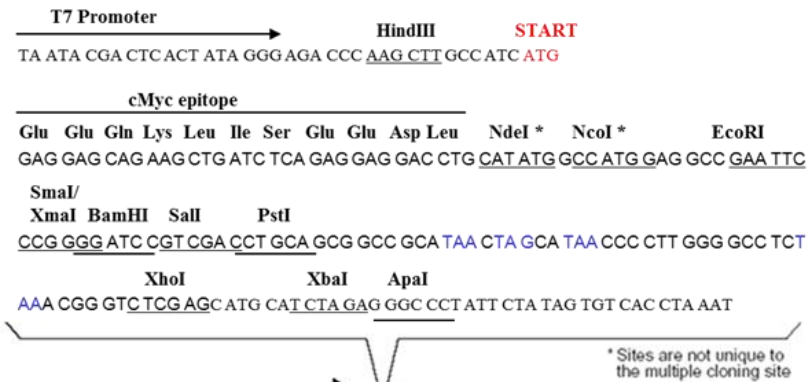 T7 Promoter
HindIII START
TA ATA CGA CTC ACT ATA GGG AGA CCC AAG CTT GCC ATC ATG
cMyc epitope
Glu Glu Gln Lys Leu Ile Ser Glu Glu Asp Leu NdeI * NcoI * EcoRI
GAG GAG CAG AAG CTG ATC TCA GAG GAG GAC CTG CAT ATG GCC ATG GAG GCC GAA TTC
SmaI/
XmaI BamHI SalI PstI
CCG GGG ATC CGT CGA CCT GCA GCG GCC GCA TAA CTA GCA TAA CCC CTT GGG GCC TCT
XhoI XbaI ApaI
AAA CGG GTC TCG AGC ATG CAT CTA GAG GGC CCT ATT CTA TAG TGT CAC CTA AAT
* Sites are not unique to
the multiple cloning site